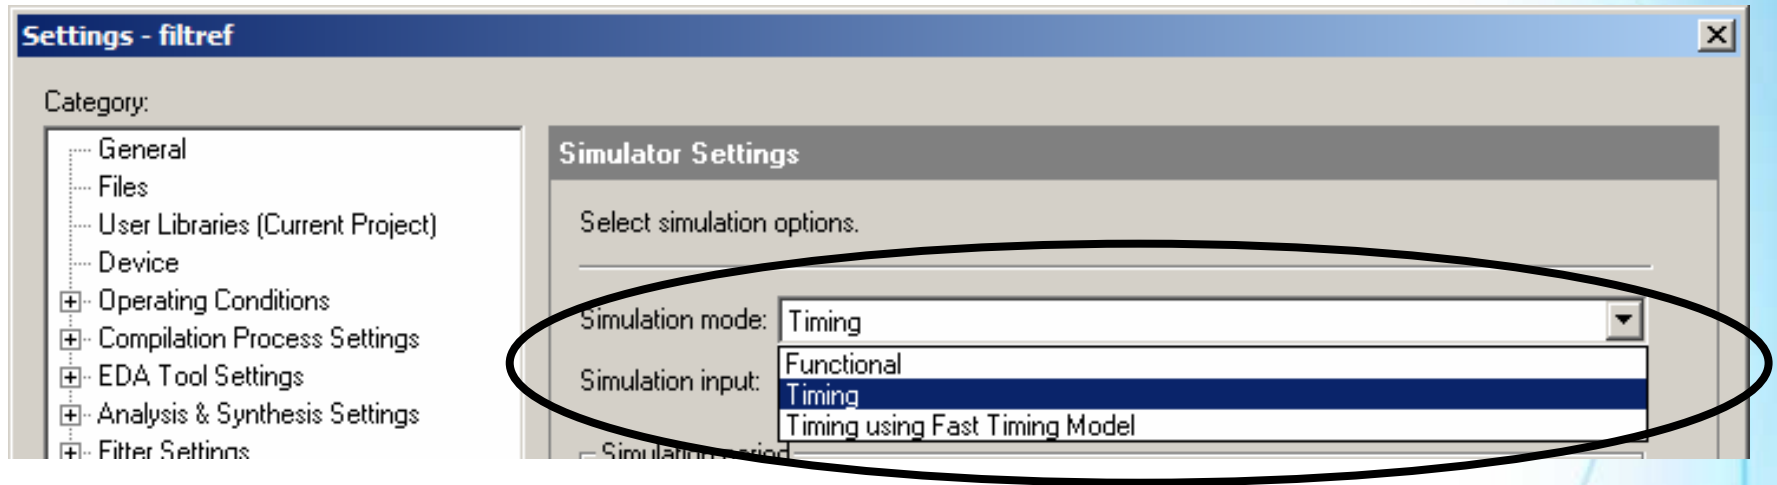 Settings - filtref
Category:
General
Files
User Libraries (Current Project)
Device
Operating Conditions
Compilation Process Settings
EDA Tool Settings
Analysis & Synthesis Settings
Fitter Settings
Simulator Settings
Select simulation options.
Simulation mode: Timing
Functional
Simulation input:
Timing
Timing using Fast Timing Model
Simulation period